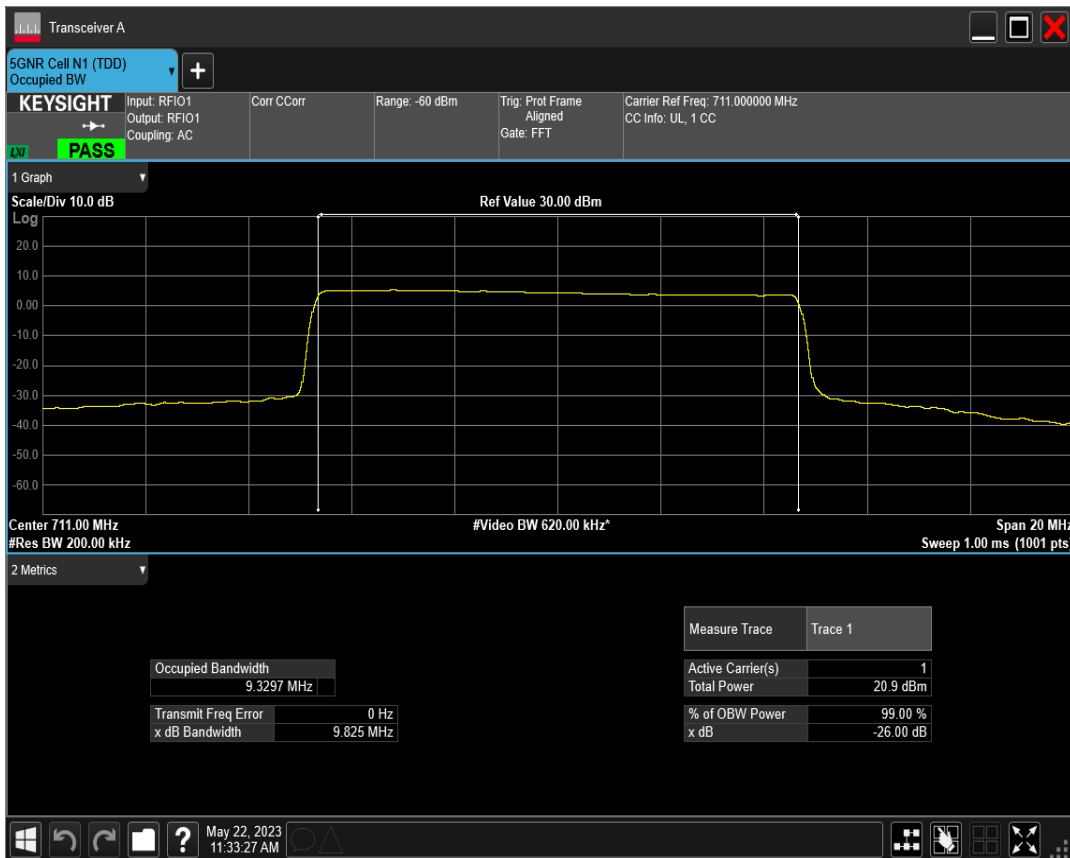 Transceiver A
5GNR Cell N1 (TDD)
Occupied BW
+
KEYSIGHT
LXI
PASS
Input: RFIO1
Output: RFIO1
Coupling: AC
Corr CCorr
Range: -60 dBm
Trig: Prot Frame
Aligned
Gate: FFT
Carrier Ref Freq: 711.000000 MHz
CC Info: UL, 1 CC
1 Graph
Scale/Div 10.0 dB
Ref Value 30.00 dBm
Log
20.0
10.0
0.00
-10.0
-20.0
-30.0
-40.0
-50.0
-60.0
Center 711.00 MHz
#Video BW 620.00 kHz*
Span 20 MHz
#Res BW 200.00 kHz
Sweep 1.00 ms (1001 pts)
2 Metrics
Measure Trace Trace 1
Occupied Bandwidth
9.3297 MHz
Active Carrier(s) 1
Total Power 20.9 dBm
Transmit Freq Error 0 Hz
x dB Bandwidth 9.825 MHz
% of OBW Power 99.00 %
x dB -26.00 dB
?
May 22, 2023
11:33:27 AM